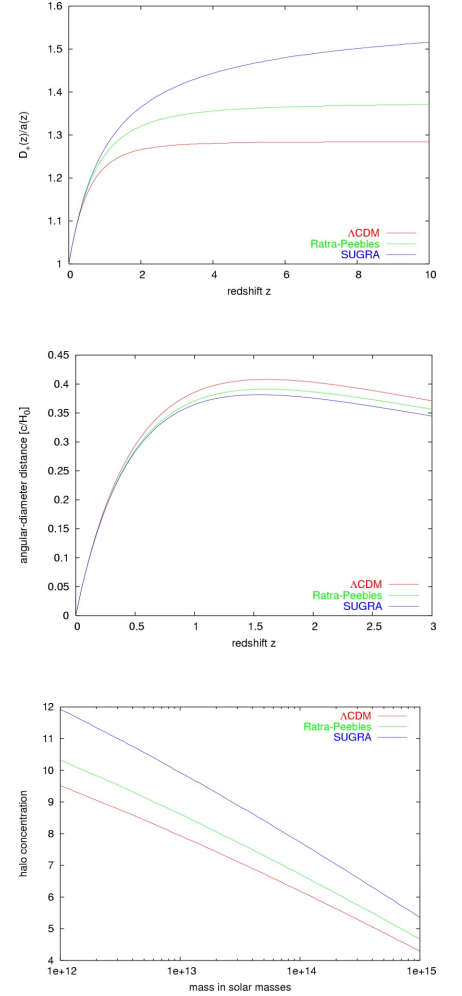 1.6
1.5
1.4
1.3
1.2
1.1
1
D₊(z)/a(z)
ΛCDM
Ratra-Peebles
SUGRA
0 2 4 6 8 10
redshift z
0.45
0.4
0.35
0.3
0.25
0.2
0.15
0.1
0.05
0
angular-diameter distance [c/H₀]
ΛCDM
Ratra-Peebles
SUGRA
0 0.5 1 1.5 2 2.5 3
redshift z
12
11
10
9
8
7
6
5
4
halo concentration
ΛCDM
Ratra-Peebles
SUGRA
1e+12 1e+13 1e+14 1e+15
mass in solar masses